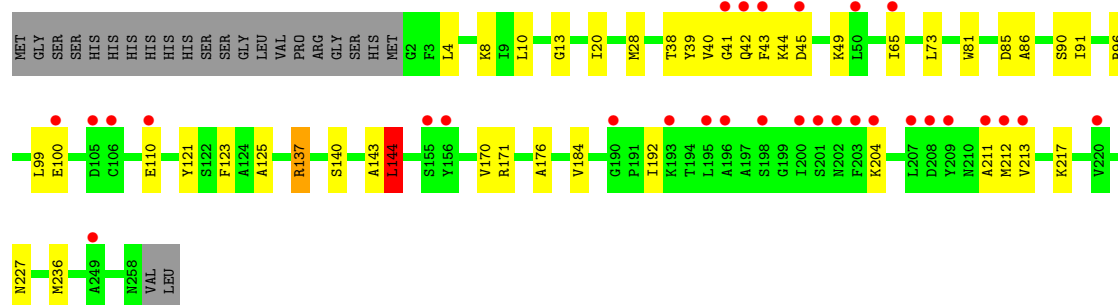 MET GLY SER SER HIS HIS HIS HIS HIS HIS SER SER GLY LEU VAL PRO ARG GLY SER HIS MET G2 F3 L4 K8 I9 L10 G13 I20 M28 T38 Y39 V40 G41 Q42 F43 K44 D45 K49 L50 I65 L73 W81 D85 A86 S90 I91
L99 E100 D105 C106 E110 Y121 S122 F123 A124 A125 R137 S140 A143 L144 S155 Y156 V170 R171 A176 V184 G190 P191 I192 K193 T194 L195 A196 A197 S198 G199 I200 S201 N202 F203 K204 L207 D208 Y209 N210 A211 M212 V213 K217 V220
N227 M236 A249 N258 VAL LEU